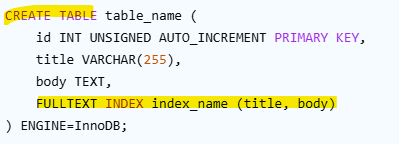 CREATE TABLE table_name (
    id INT UNSIGNED AUTO_INCREMENT PRIMARY KEY,
    title VARCHAR(255),
    body TEXT,
    FULLTEXT INDEX index_name (title, body)
) ENGINE=InnoDB;